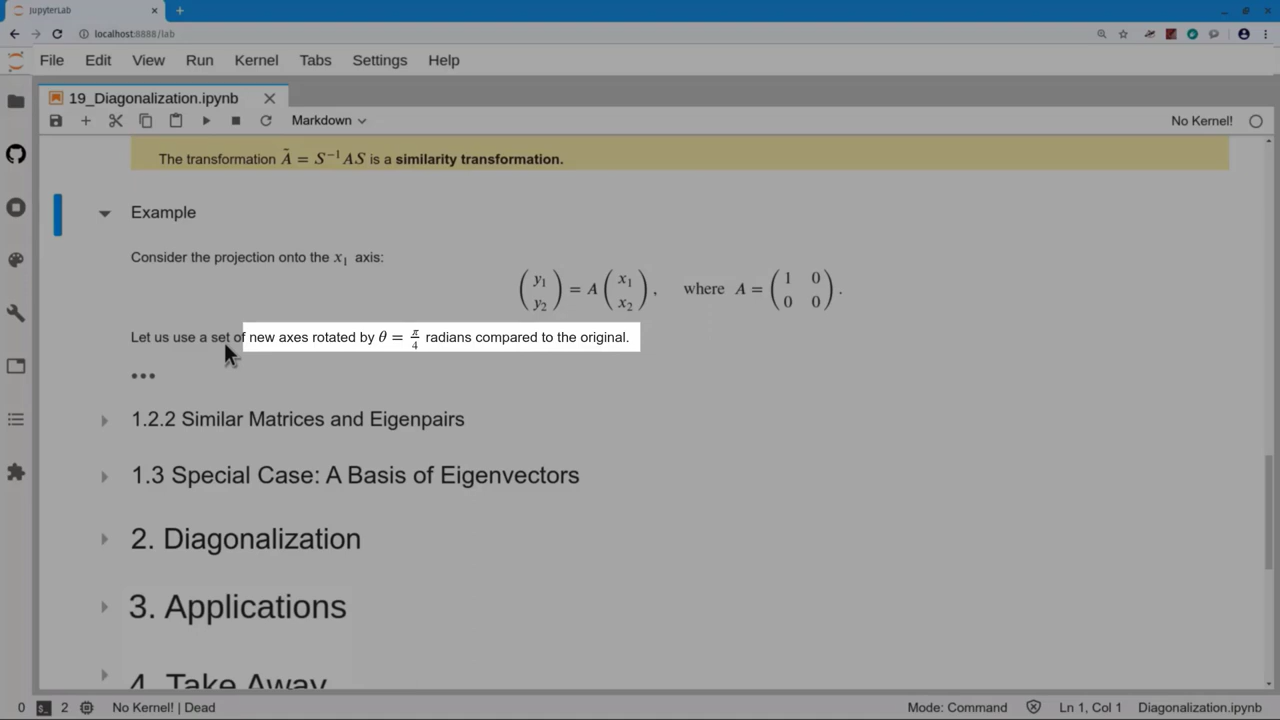 JupyterLab
localhost:8888/lab
File Edit View Run Kernel Tabs Settings Help
19_Diagonalization.ipynb
Markdown No Kernel!
The transformation Ã = S⁻¹AS is a similarity transformation.
Example
Consider the projection onto the x₁ axis:
(y₁ y₂) = A (x₁ x₂), where A = (1 0 0 0).
Let us use a set of new axes rotated by θ = π/4 radians compared to the original.
•••
1.2.2 Similar Matrices and Eigenpairs
1.3 Special Case: A Basis of Eigenvectors
2. Diagonalization
3. Applications
4. Take Away
0 2 No Kernel! | Dead Mode: Command Ln 1, Col 1 Diagonalization.ipynb